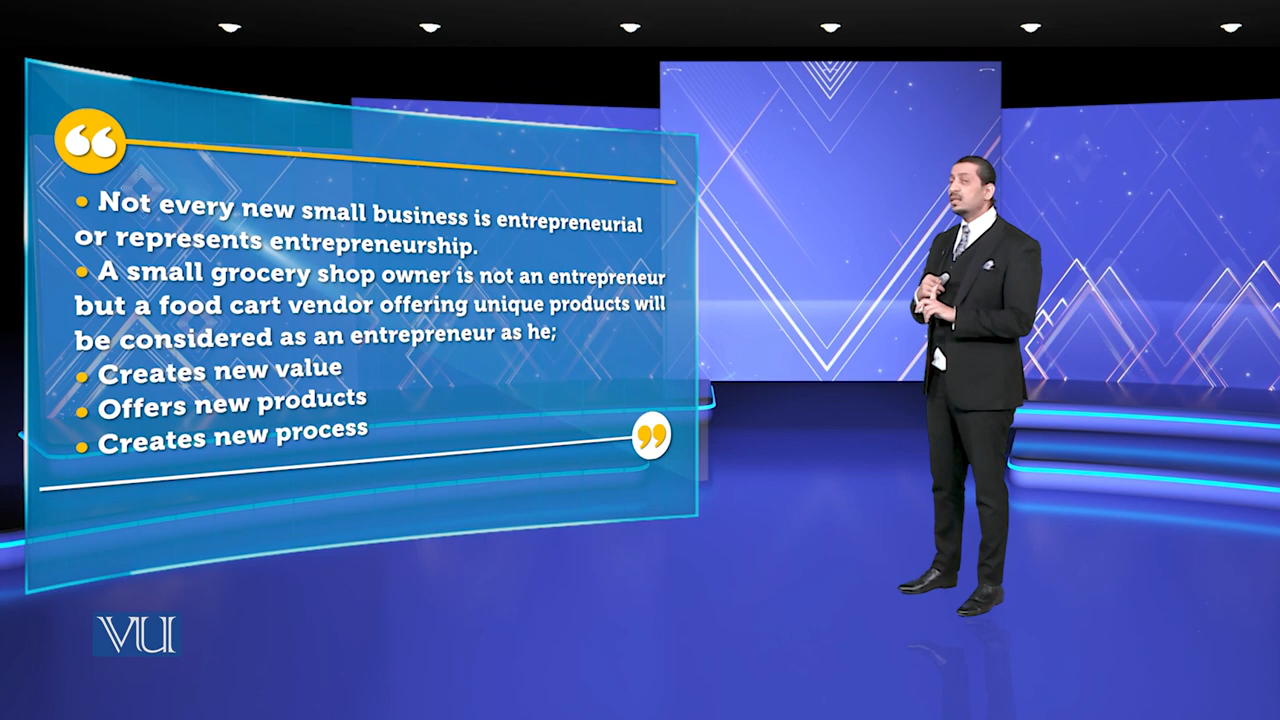 • Not every new small business is entrepreneurial
or represents entrepreneurship.
• A small grocery shop owner is not an entrepreneur
but a food cart vendor offering unique products will
be considered as an entrepreneur as he;
• Creates new value
• Offers new products
• Creates new process
VU